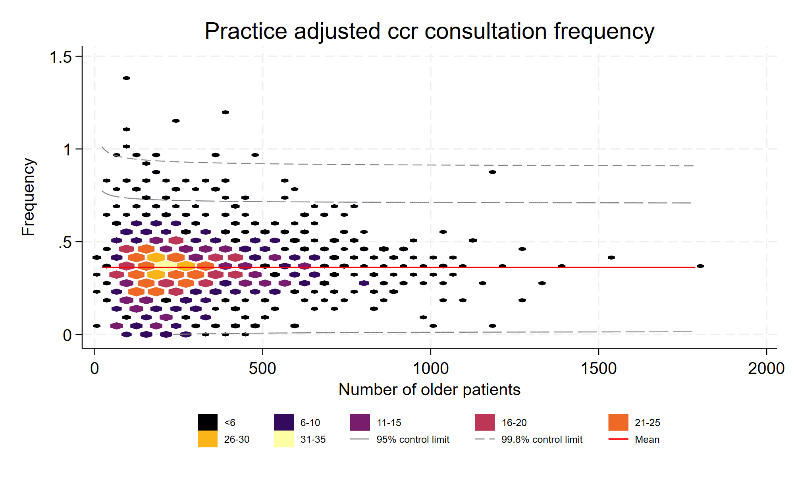 Practice adjusted ccr consultation frequency
1.5
1
.5
0
Frequency
0 500 1000 1500 2000
Number of older patients
<6 6-10 11-15 16-20 21-25
26-30 31-35 95% control limit 99.8% control limit Mean